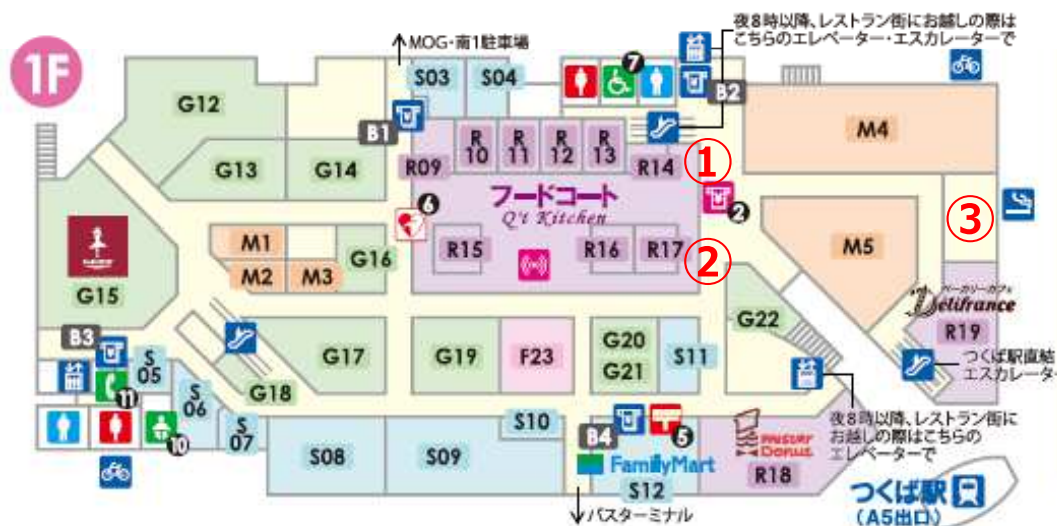 1F
MOG・南1駐車場
夜8時以降、レストラン街にお越しの際は
こちらのエレベーター・エスカレーターで
S03
S04
7
B2
G12
B1
M4
R
10
R
11
R
12
R
13
R14
①
G13
G14
R09
フードコート
Q't Kitchen
6
2
③
M1
M2
M3
G16
R15
R16
R17
②
M5
G15
ベーカリーカフェ
Délifrance
R19
B3
G22
G17
G19
F23
G20
G21
S11
つくば駅直結
エスカレーター
S
05
11
G18
S
06
S
07
10
夜8時以降、レストラン街に
お越しの際はこちらの
エレベーターで
S10
B4
5
mister
Donut
R18
S08
S09
FamilyMart
S12
バスターミナル
つくば駅
(A5出口)